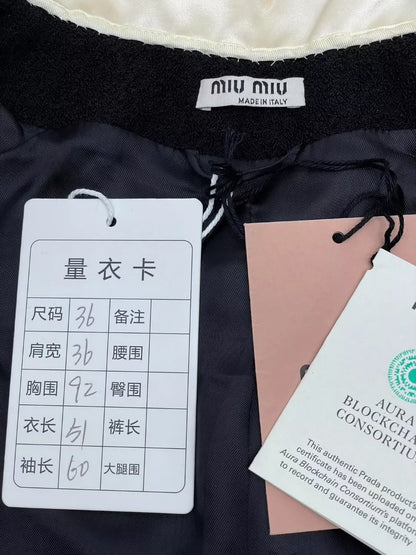 MIU MIU
MADE IN ITALY
量衣卡
尺码 36 备注
肩宽 36 腰围
胸围 92 臀围
衣长 51 裤长
袖长 60 大腿围
AURA
BLOCKCHAIN
CONSORTIUM
This authentic Prada product's
certificate has been uploaded on
Aura Blockchain Consortium's platform
to record and guarantee its integrity